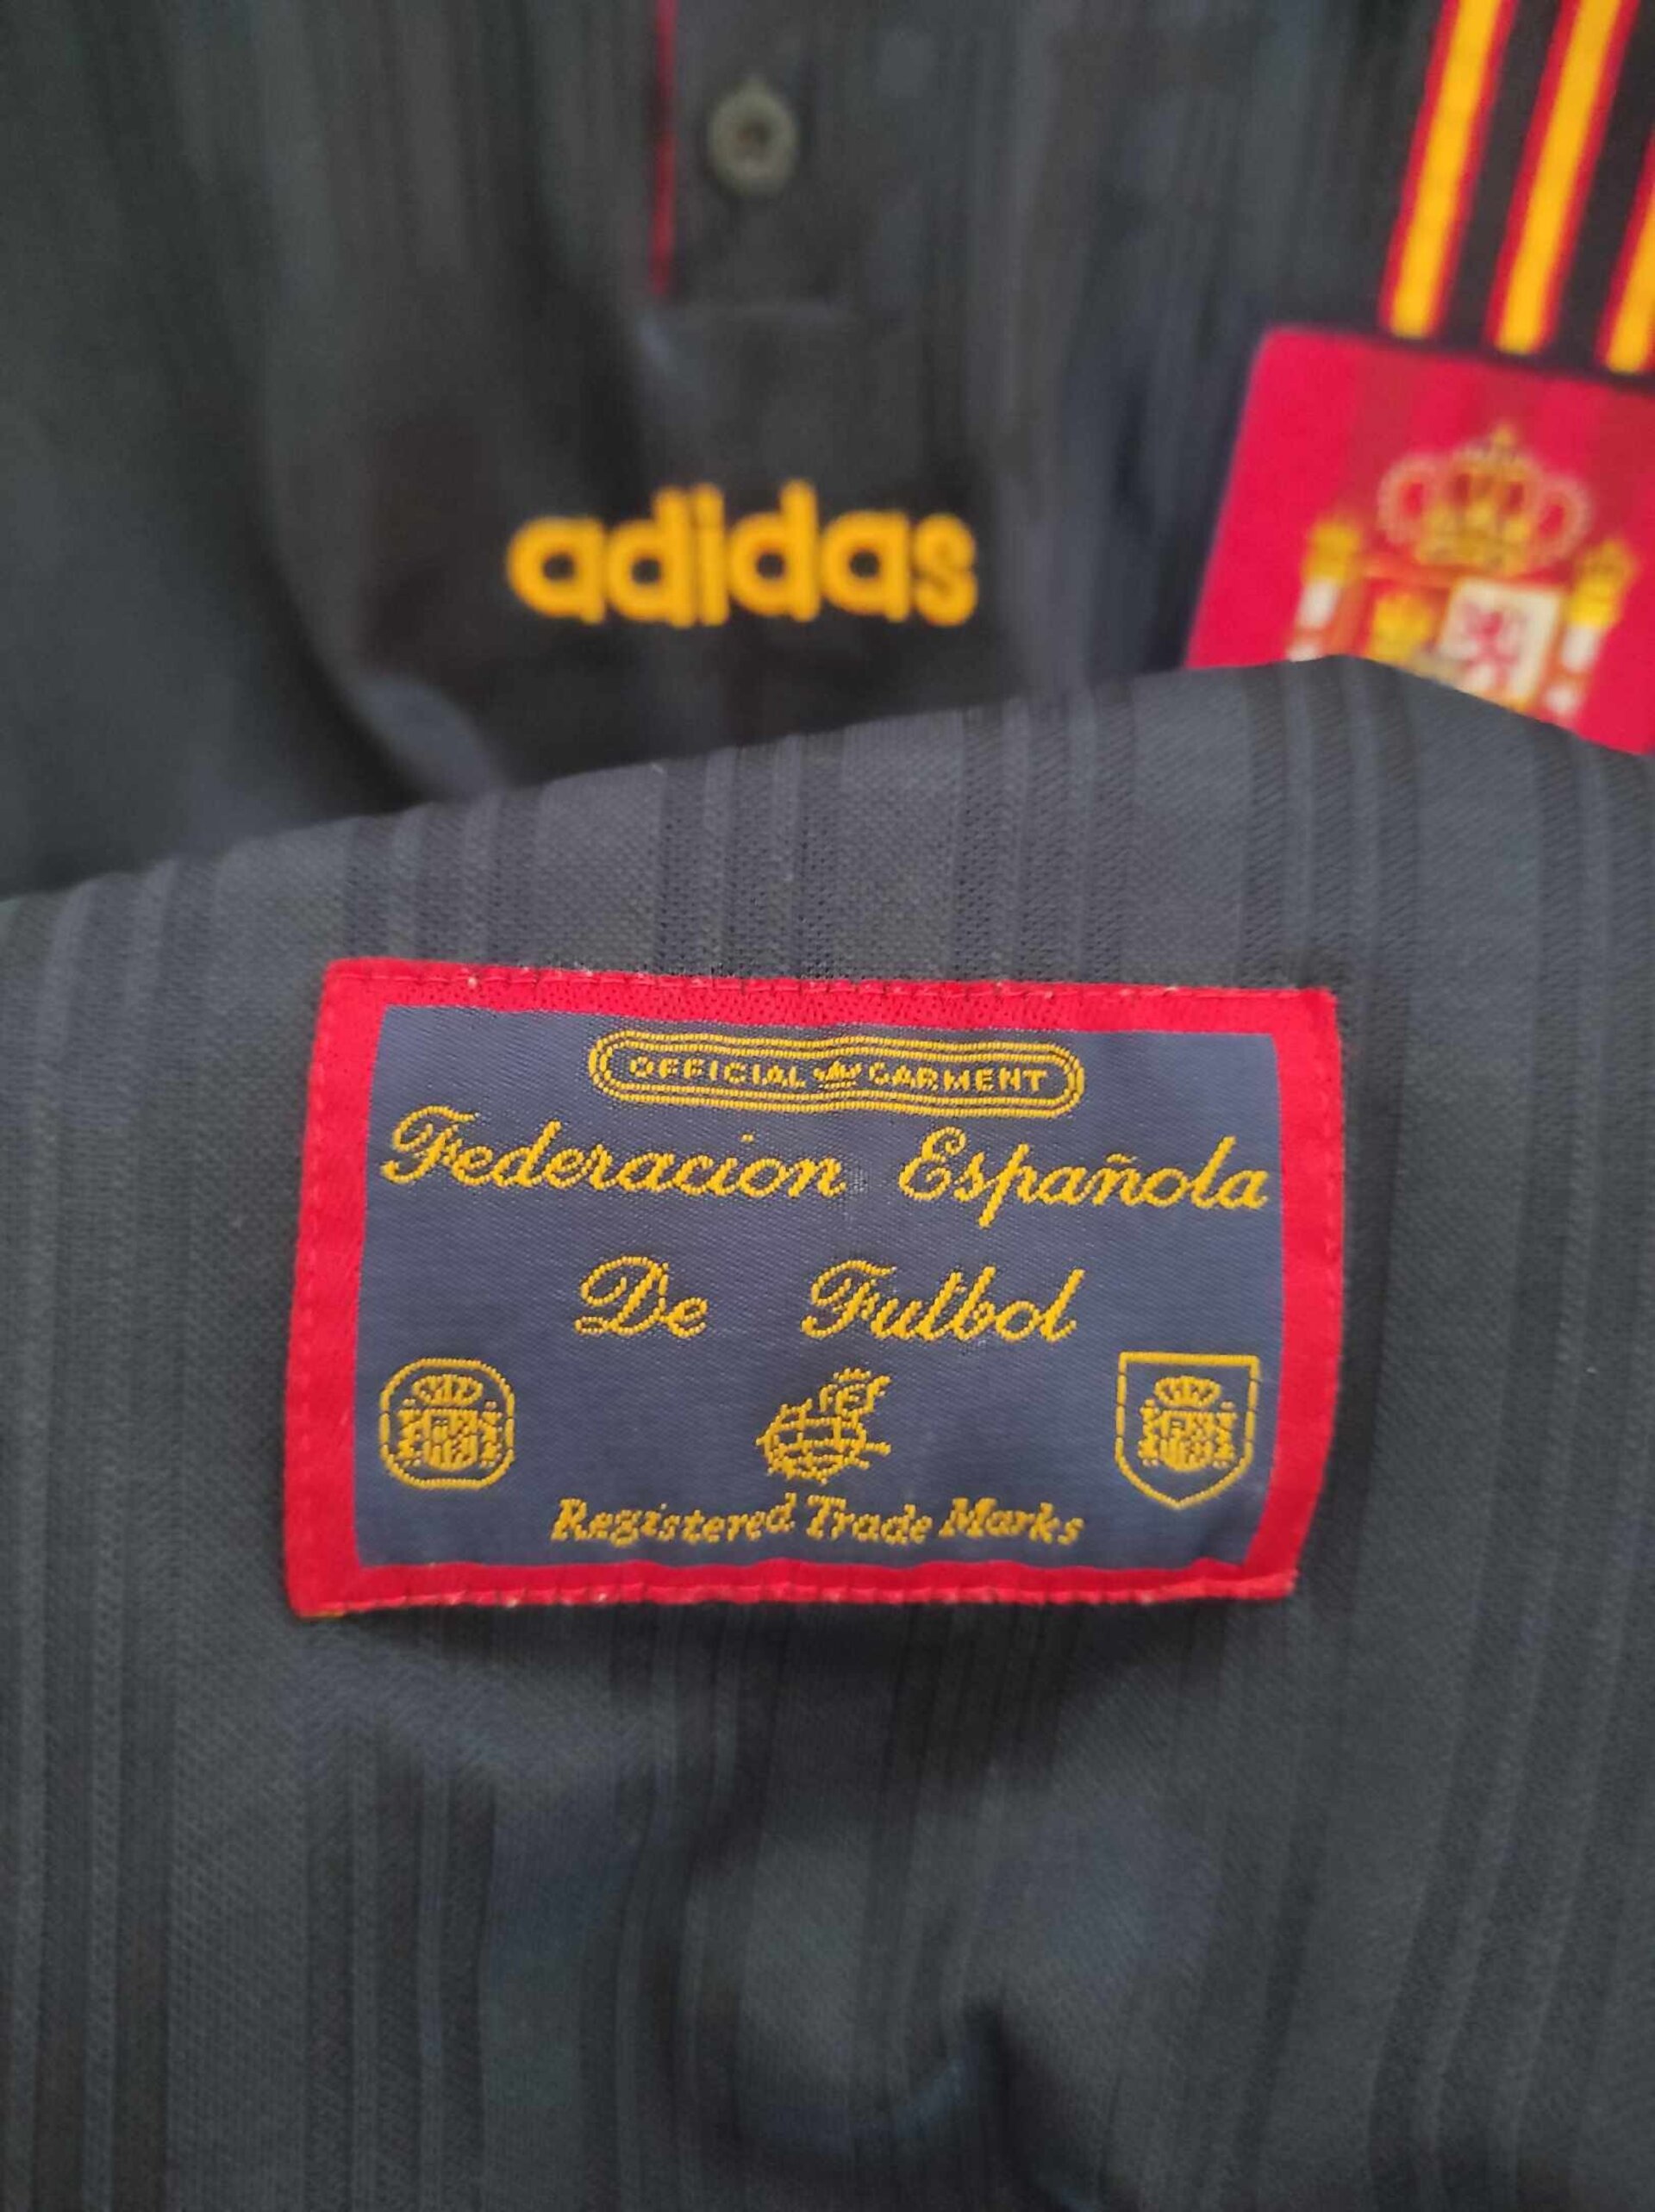 adidas
OFFICIAL GARMENT
Federacion Española
De Futbol
Registered Trade Marks